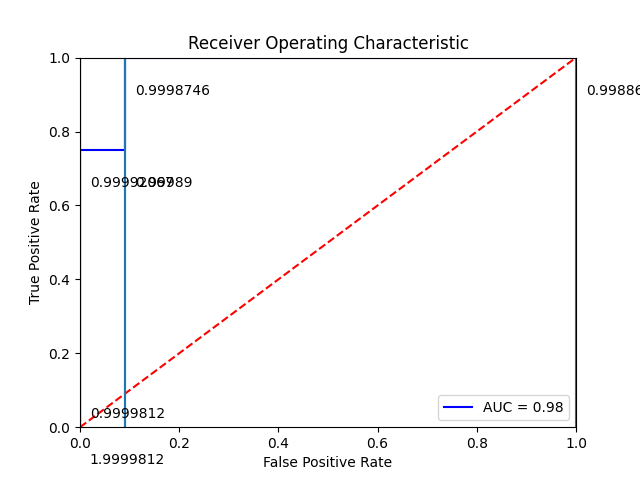 Receiver Operating Characteristic
1.0
0.8
0.6
0.4
0.2
0.0
True Positive Rate
0.9998746
0.99886
0.9999812
AUC = 0.98
0.0 0.2 0.4 0.6 0.8 1.0
1.9999812
False Positive Rate